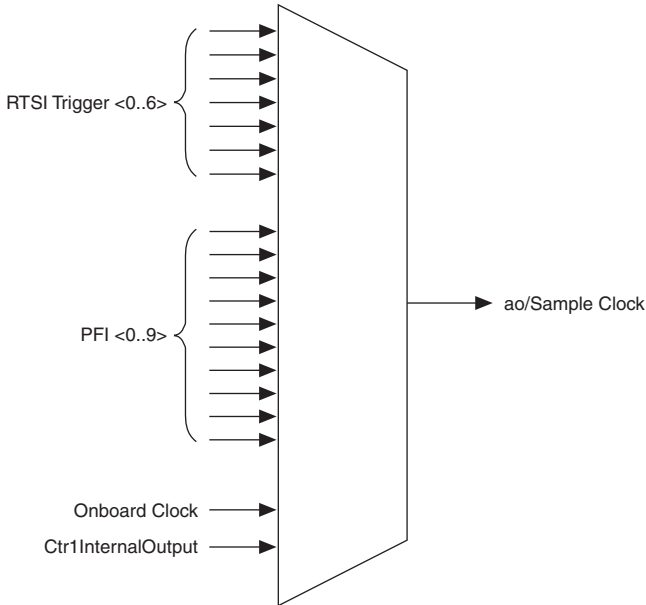 RTSI Trigger <0..6>
PFI <0..9>
ao/Sample Clock
Onboard Clock
Ctr1InternalOutput